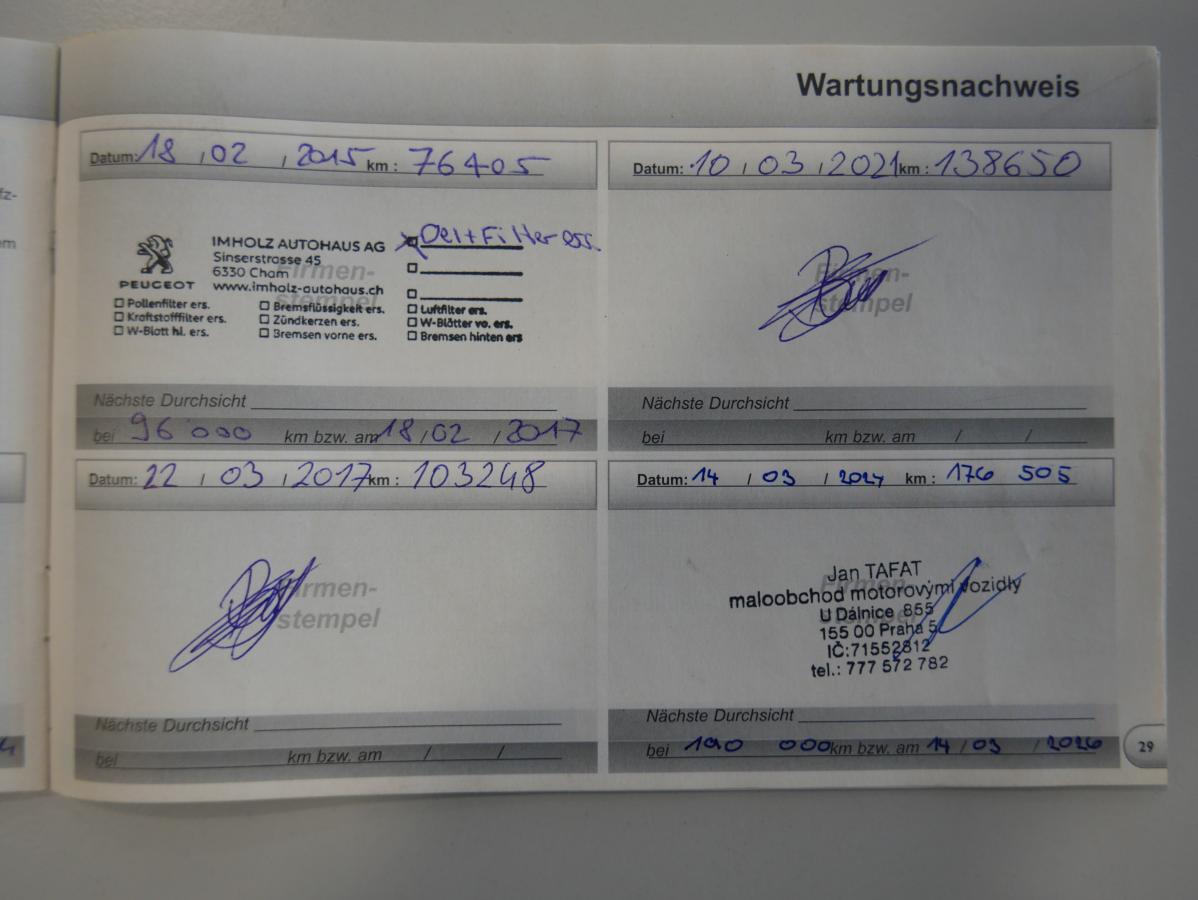 Wartungsnachweis
Datum: 18 / 02 / 2015 km : 76405
IMHOLZ AUTOHAUS AG
Sinserstrasse 45
6330 Cham
www.imholz-autohaus.ch
PEUGEOT
Oel+Filter ers.
Pollenfilter ers.
Kraftstofffilter ers.
W-Blatt hl. ers.
Bremsflüssigkeit ers.
Zündkerzen ers.
Bremsen vorne ers.
Luftfilter ers.
W-Blätter vo. ers.
Bremsen hinten ers
Firmen-
stempel
Nächste Durchsicht
bei 96 000 km bzw. am 18 / 02 / 2017
Datum: 10 / 03 / 2021 km : 138650
Firmen-
stempel
Nächste Durchsicht
bei km bzw. am / /
Datum: 22 / 03 / 2017 km : 103248
Firmen-
stempel
Nächste Durchsicht
bei km bzw. am / /
Datum: 14 / 03 / 2024 km : 176 505
Jan TAFAT
maloobchod motorovými vozidly
U Dálnice 855
155 00 Praha 5
IČ:71552812
tel.: 777 572 782
Firmen-
stempel
Nächste Durchsicht
bei 190 000 km bzw. am 14 / 03 / 2026
29